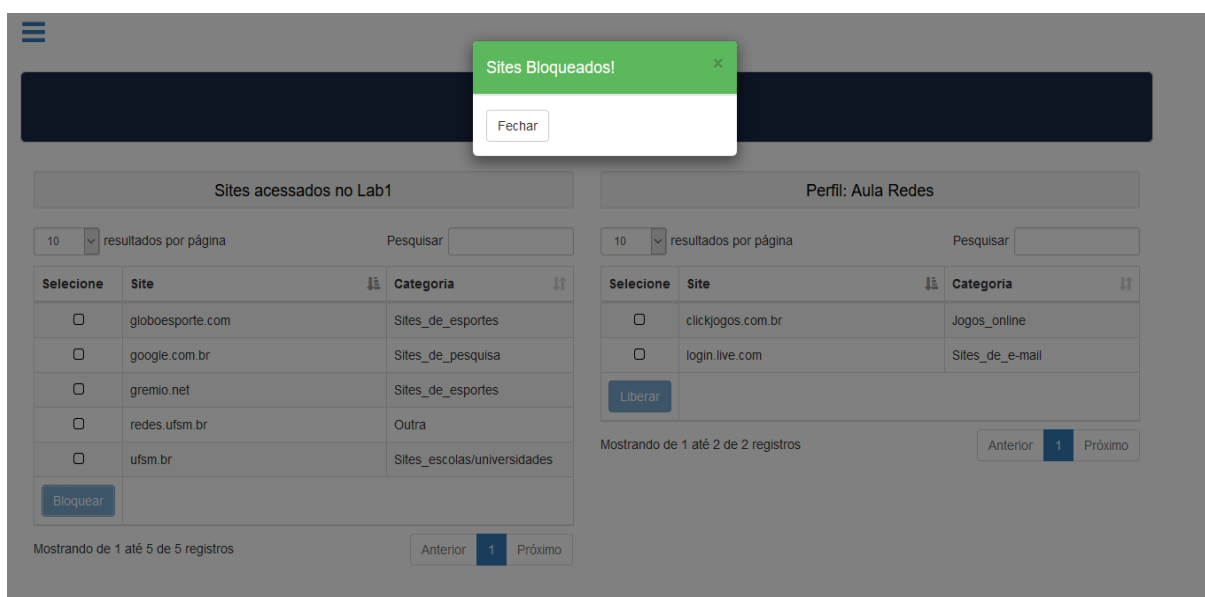 Sites Bloqueados! ×
Fechar
Sites acessados no Lab1
10 resultados por página Pesquisar
Selecione Site Categoria
globoesporte.com Sites_de_esportes
google.com.br Sites_de_pesquisa
gremio.net Sites_de_esportes
redes.ufsm.br Outra
ufsm.br Sites_escolas/universidades
Bloquear
Mostrando de 1 até 5 de 5 registros Anterior 1 Próximo
Perfil: Aula Redes
10 resultados por página Pesquisar
Selecione Site Categoria
clickjogos.com.br Jogos_online
login.live.com Sites_de_e-mail
Liberar
Mostrando de 1 até 2 de 2 registros Anterior 1 Próximo